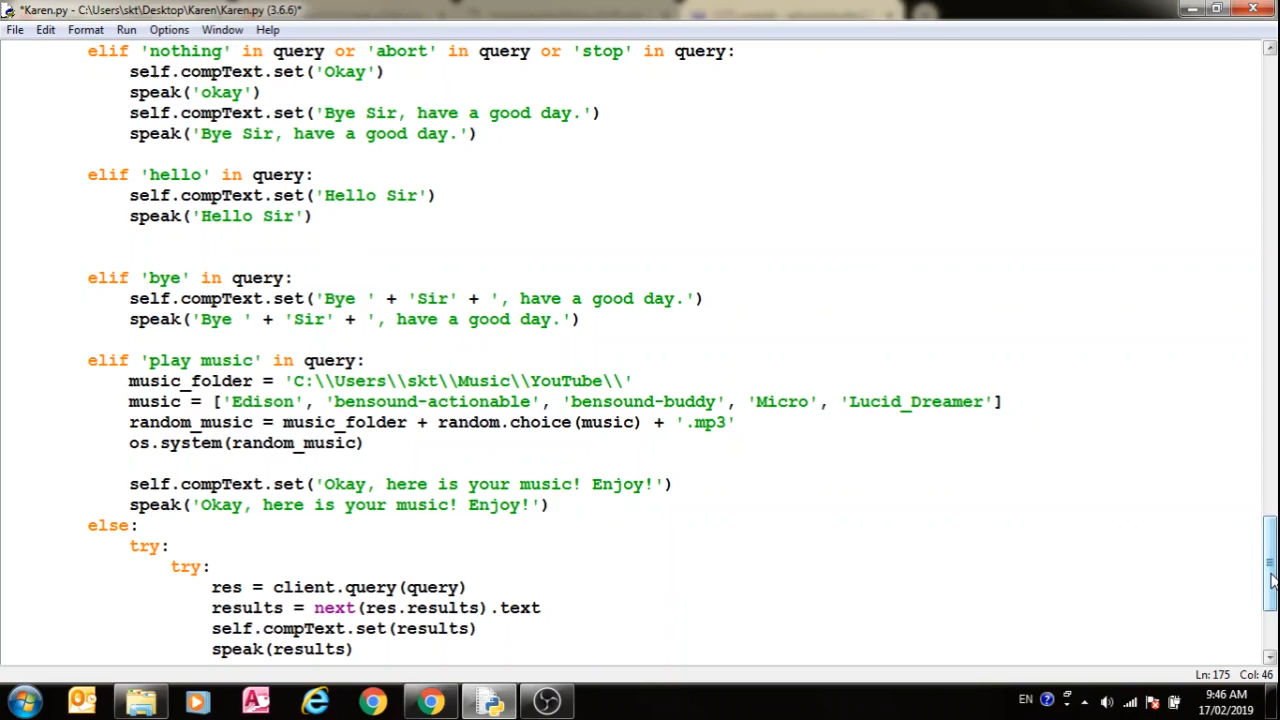 *Karen.py - C:\Users\skt\Desktop\Karen\Karen.py (3.6.6)*
File Edit Format Run Options Window Help
elif 'nothing' in query or 'abort' in query or 'stop' in query:
self.compText.set('Okay')
speak('okay')
self.compText.set('Bye Sir, have a good day.')
speak('Bye Sir, have a good day.')
elif 'hello' in query:
self.compText.set('Hello Sir')
speak('Hello Sir')
elif 'bye' in query:
self.compText.set('Bye ' + 'Sir' + ', have a good day.')
speak('Bye ' + 'Sir' + ', have a good day.')
elif 'play music' in query:
music_folder = 'C:\\Users\\skt\\Music\\YouTube\\'
music = ['Edison', 'bensound-actionable', 'bensound-buddy', 'Micro', 'Lucid_Dreamer']
random_music = music_folder + random.choice(music) + '.mp3'
os.system(random_music)
self.compText.set('Okay, here is your music! Enjoy!')
speak('Okay, here is your music! Enjoy!')
else:
try:
try:
res = client.query(query)
results = next(res.results).text
self.compText.set(results)
speak(results)
Ln: 175 Col: 46
EN
9:46 AM
17/02/2019